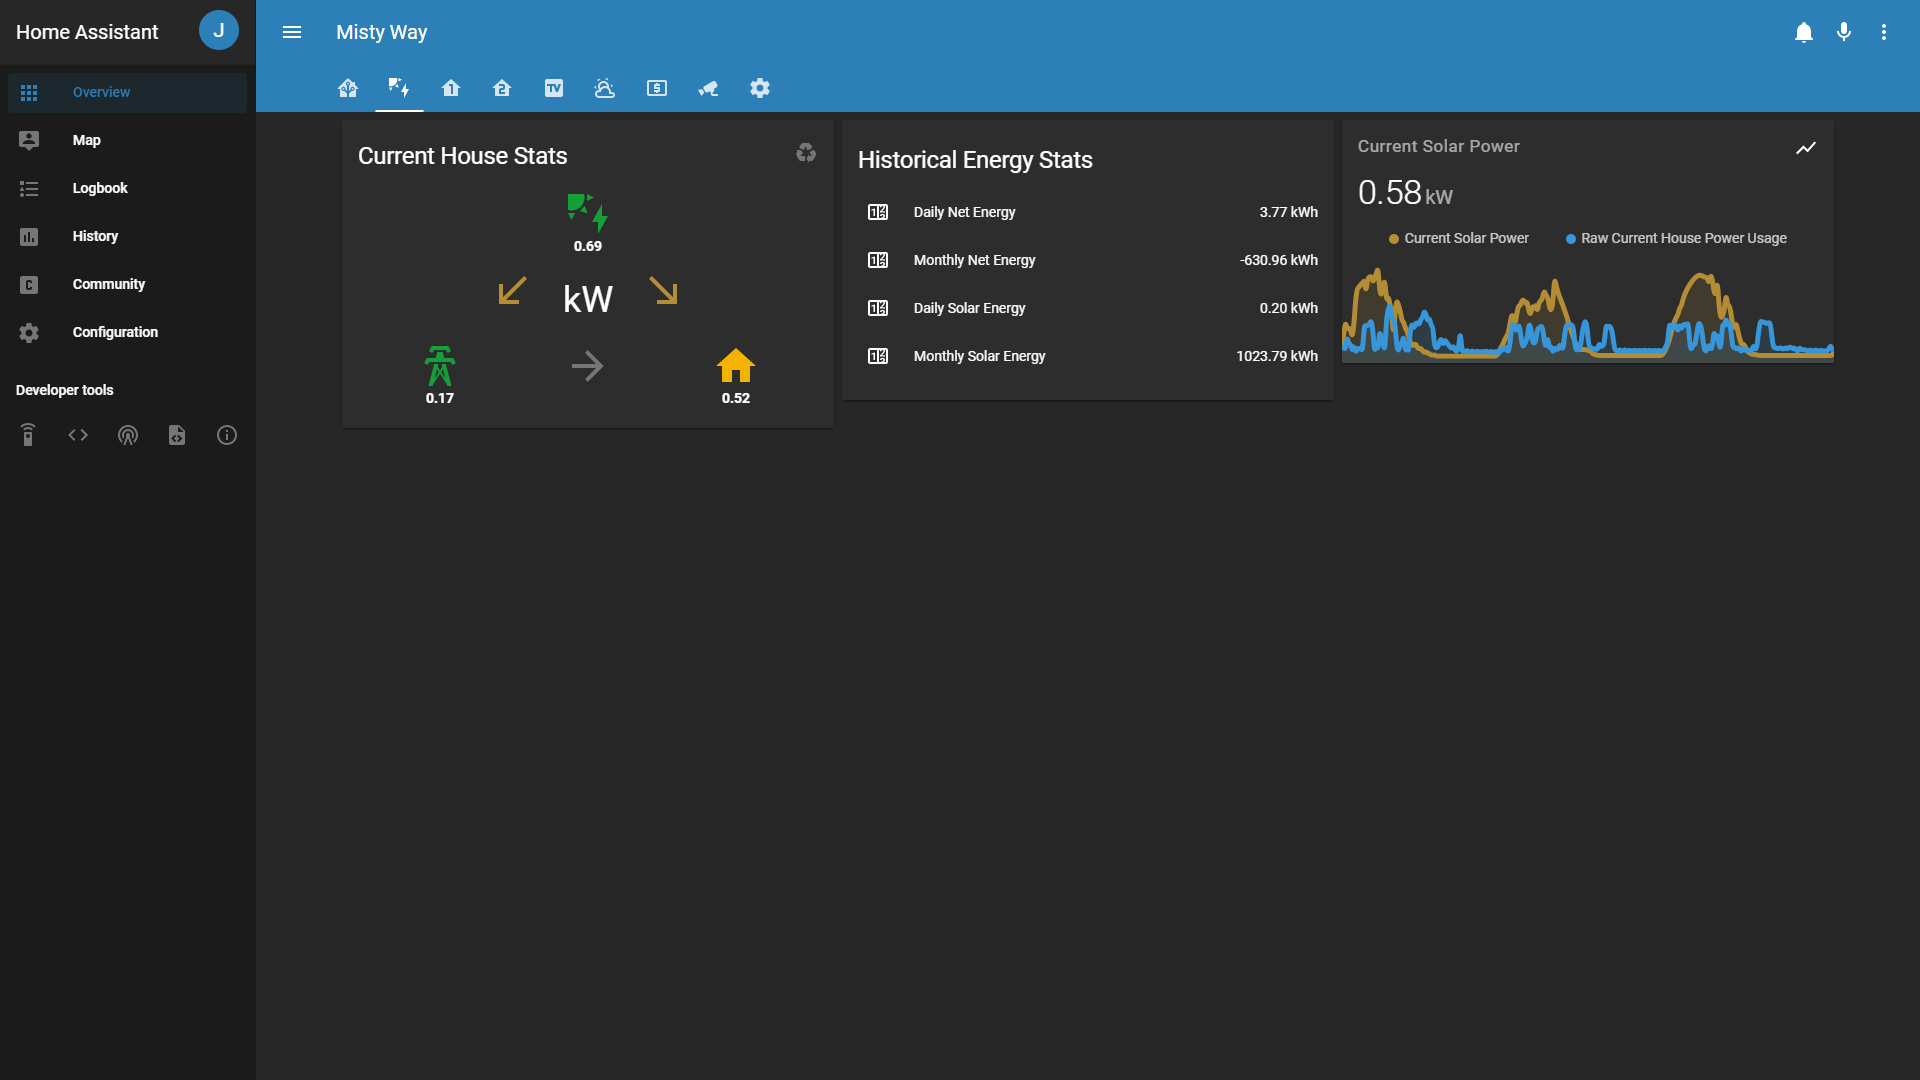 Home Assistant
J
Misty Way
Overview
Map
Logbook
History
Community
Configuration
Developer tools
1
2
TV
$
C
Current House Stats
0.69
kW
0.17
0.52
Historical Energy Stats
Daily Net Energy 3.77 kWh
Monthly Net Energy -630.96 kWh
Daily Solar Energy 0.20 kWh
Monthly Solar Energy 1023.79 kWh
Current Solar Power
0.58 kW
Current Solar Power Raw Current House Power Usage